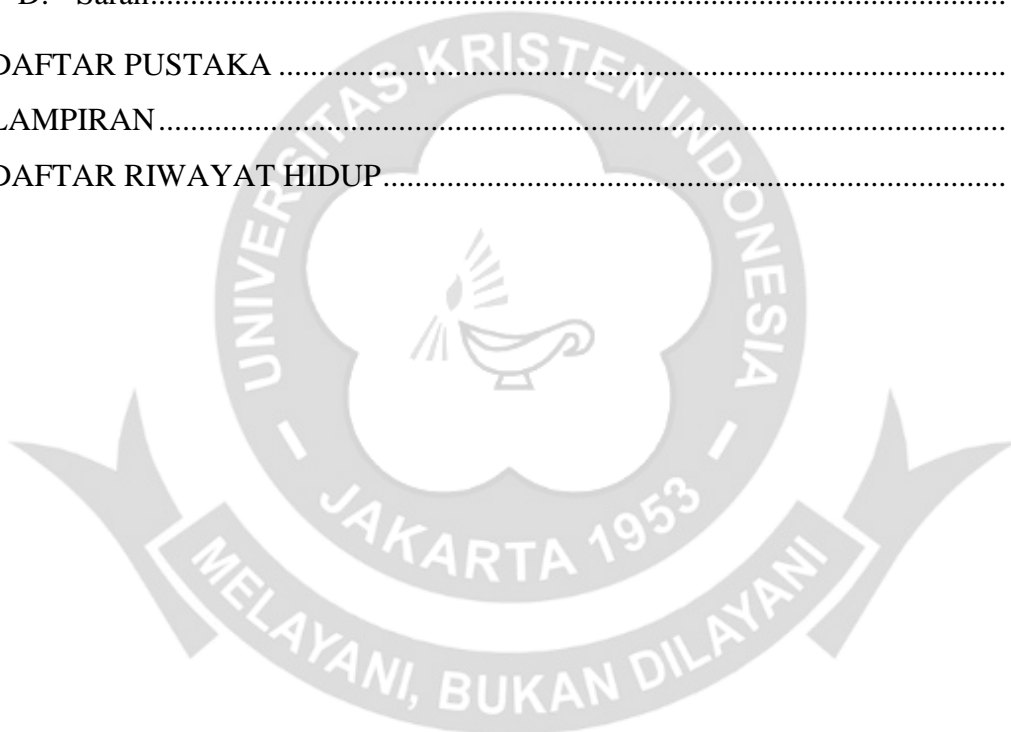 D. Saran................................................................
DAFTAR PUSTAKA ................................................................
LAMPIRAN................................................................
DAFTAR RIWAYAT HIDUP................................................................
UNIVERSITAS KRISTEN INDONESIA
- JAKARTA 1953 -
MELAYANI, BUKAN DILAYANI